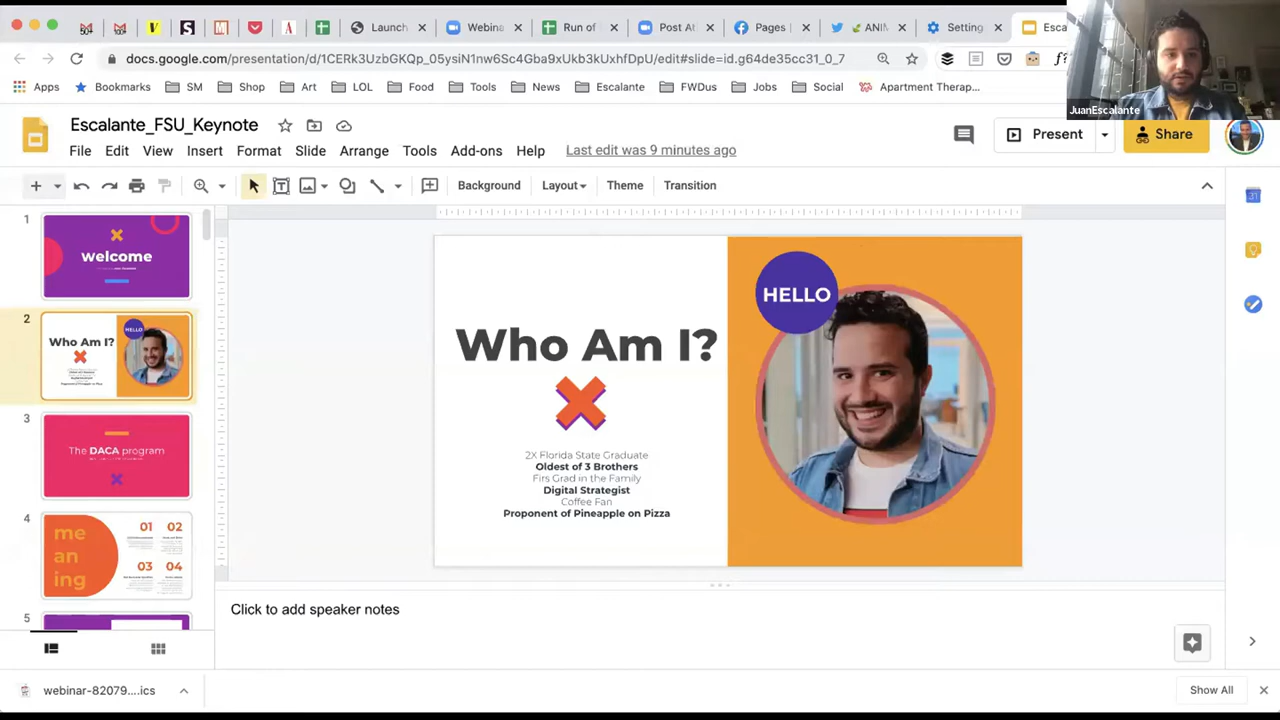 Launch
Webina
Run of
Post At
Pages |
ANIM
Setting
Esca
docs.google.com/presentation/d/1CERk31zbGKQp_05ysiN1nw6Sc4Gba9xUkb3kUxhfDpU/edit#slide=id.g64de35cc31_0_7
Apps
Bookmarks
SM
Shop
Art
LOL
Food
Tools
News
Escalante
FWDus
Jobs
Social
Apartment Therap...
JuanEscalante
Escalante_FSU_Keynote
File Edit View Insert Format Slide Arrange Tools Add-ons Help Last edit was 9 minutes ago
Present
Share
Background Layout Theme Transition
1
welcome
2
Who Am I?
HELLO
3
The DACA program
4
me
an
ing
01 02
03 04
5
HELLO
Who Am I?
2X Florida State Graduate
Oldest of 3 Brothers
Firs Grad in the Family
Digital Strategist
Coffee Fan
Proponent of Pineapple on Pizza
Click to add speaker notes
webinar-82079....ics
Show All